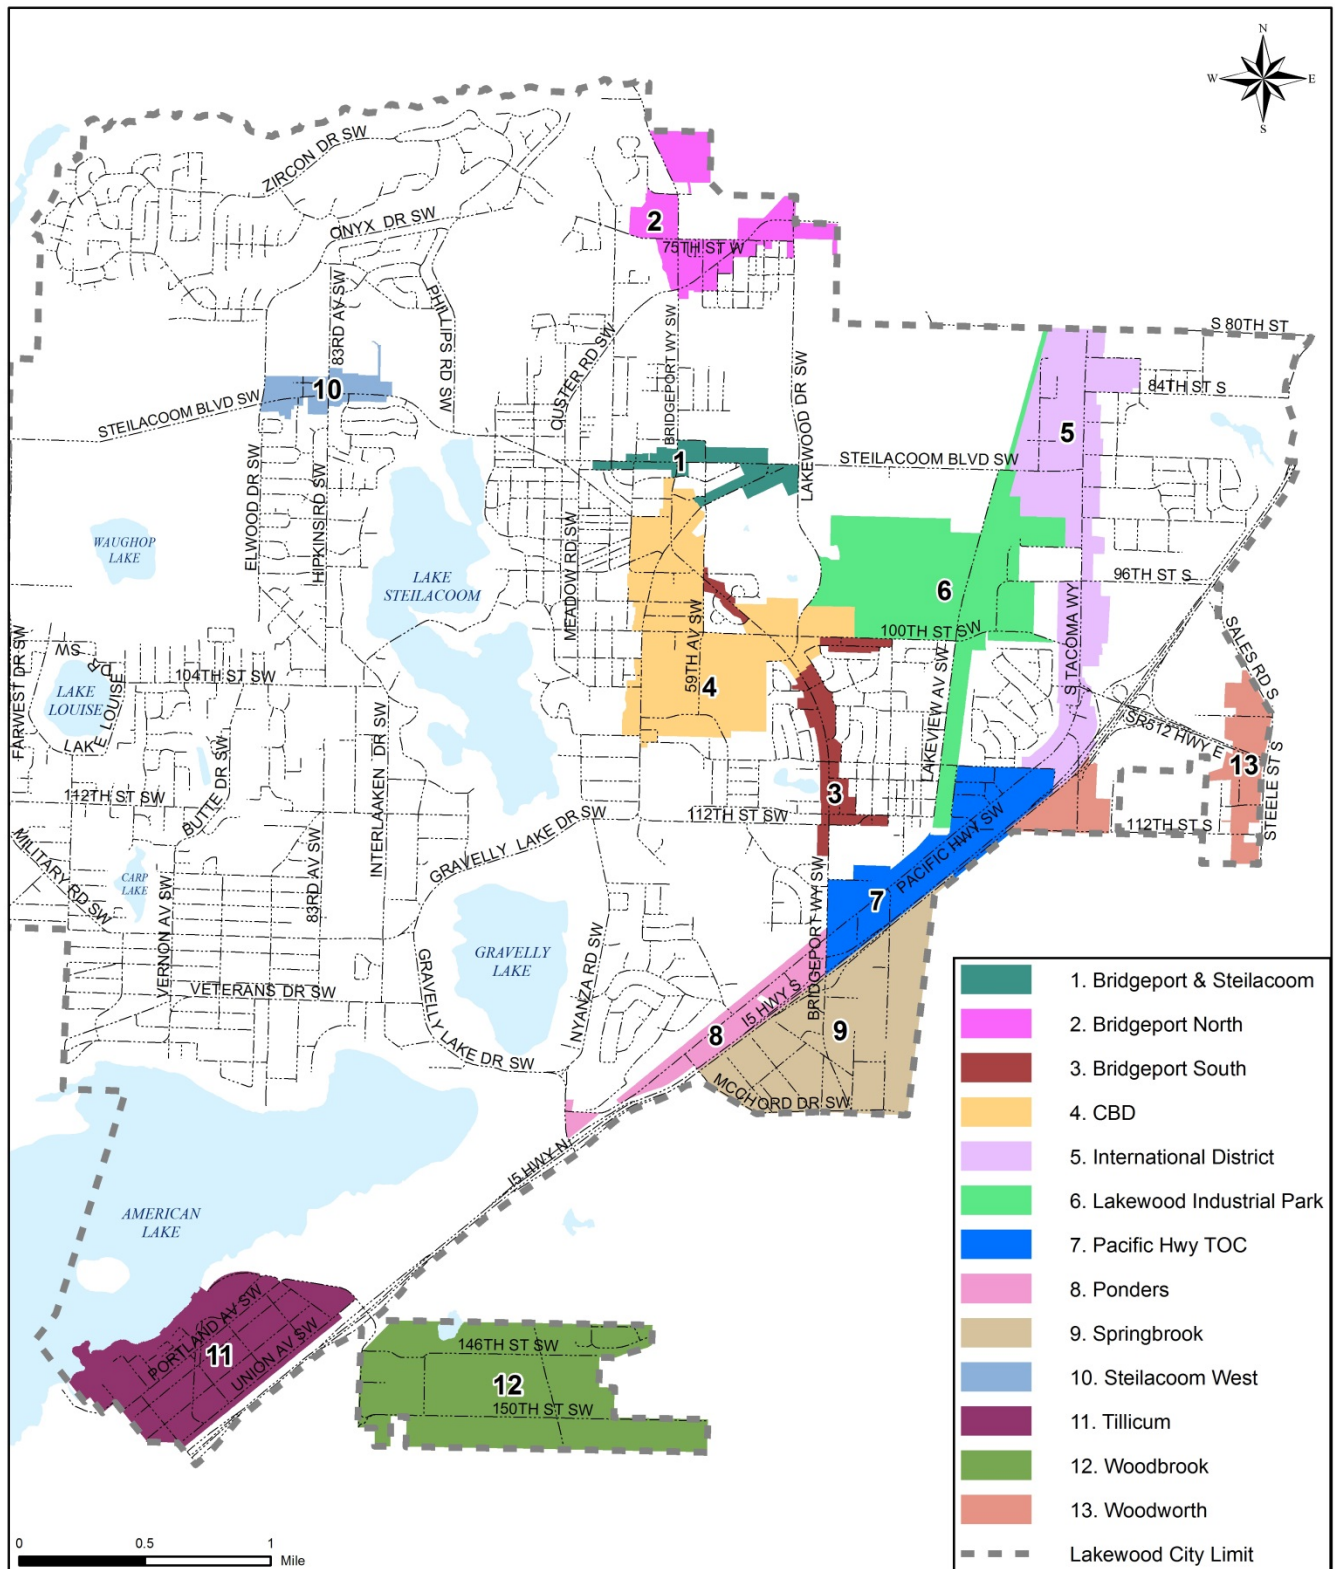 N
W E
S
ZIRCON DR SW
ONYX DR SW
2
75TH ST W
83RD AV SW
PHILLIPS RD SW
BRIDGEPORT WY SW
CUSTER RD SW
LAKEWOOD DR SW
S 80TH ST
84TH ST S
10
STEILACOOM BLVD SW
5
1
STEILACOOM BLVD SW
ELWOOD DR SW
HIPKINS RD SW
MEADOW RD SW
WAUGHOP
LAKE
LAKE
STEILACOOM
96TH ST S
6
100TH ST SW
S TACOMA WY
SALES RD S
FARWEST DR SW
LAKE LOUISE DR SW
LAKE
LOUISE
104TH ST SW
59TH AV SW
4
LAKEVIEW AV SW
SR512 HWY E
13
STEELE ST S
INTERLAAKEN DR SW
BUTTE DR SW
3
112TH ST SW
112TH ST SW
112TH ST S
GRAVELLY LAKE DR SW
PACIFIC HWY SW
MILITARY RD SW
CARP
LAKE
83RD AV SW
VERNON AV SW
BRIDGEPORT WY SW
7
GRAVELLY
LAKE
NYANZA RD SW
VETERANS DR SW
GRAVELLY LAKE DR SW
I5 HWY S
8
9
MCCHORD DR SW
I5 HWY N
AMERICAN
LAKE
PORTLAND AV SW
UNION AV SW
11
146TH ST SW
12
150TH ST SW
1. Bridgeport & Steilacoom
2. Bridgeport North
3. Bridgeport South
4. CBD
5. International District
6. Lakewood Industrial Park
7. Pacific Hwy TOC
8. Ponders
9. Springbrook
10. Steilacoom West
11. Tillicum
12. Woodbrook
13. Woodworth
Lakewood City Limit
0 0.5 1
Mile